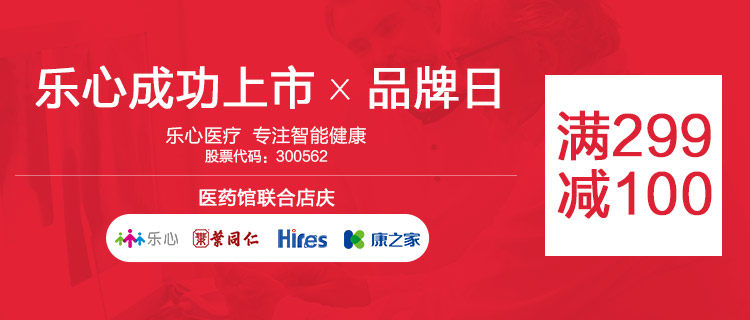 乐心成功上市 × 品牌日
乐心医疗 专注智能健康
股票代码：300562
医药馆联合店庆
乐心 葉同仁 Hires 康之家
满299
减100